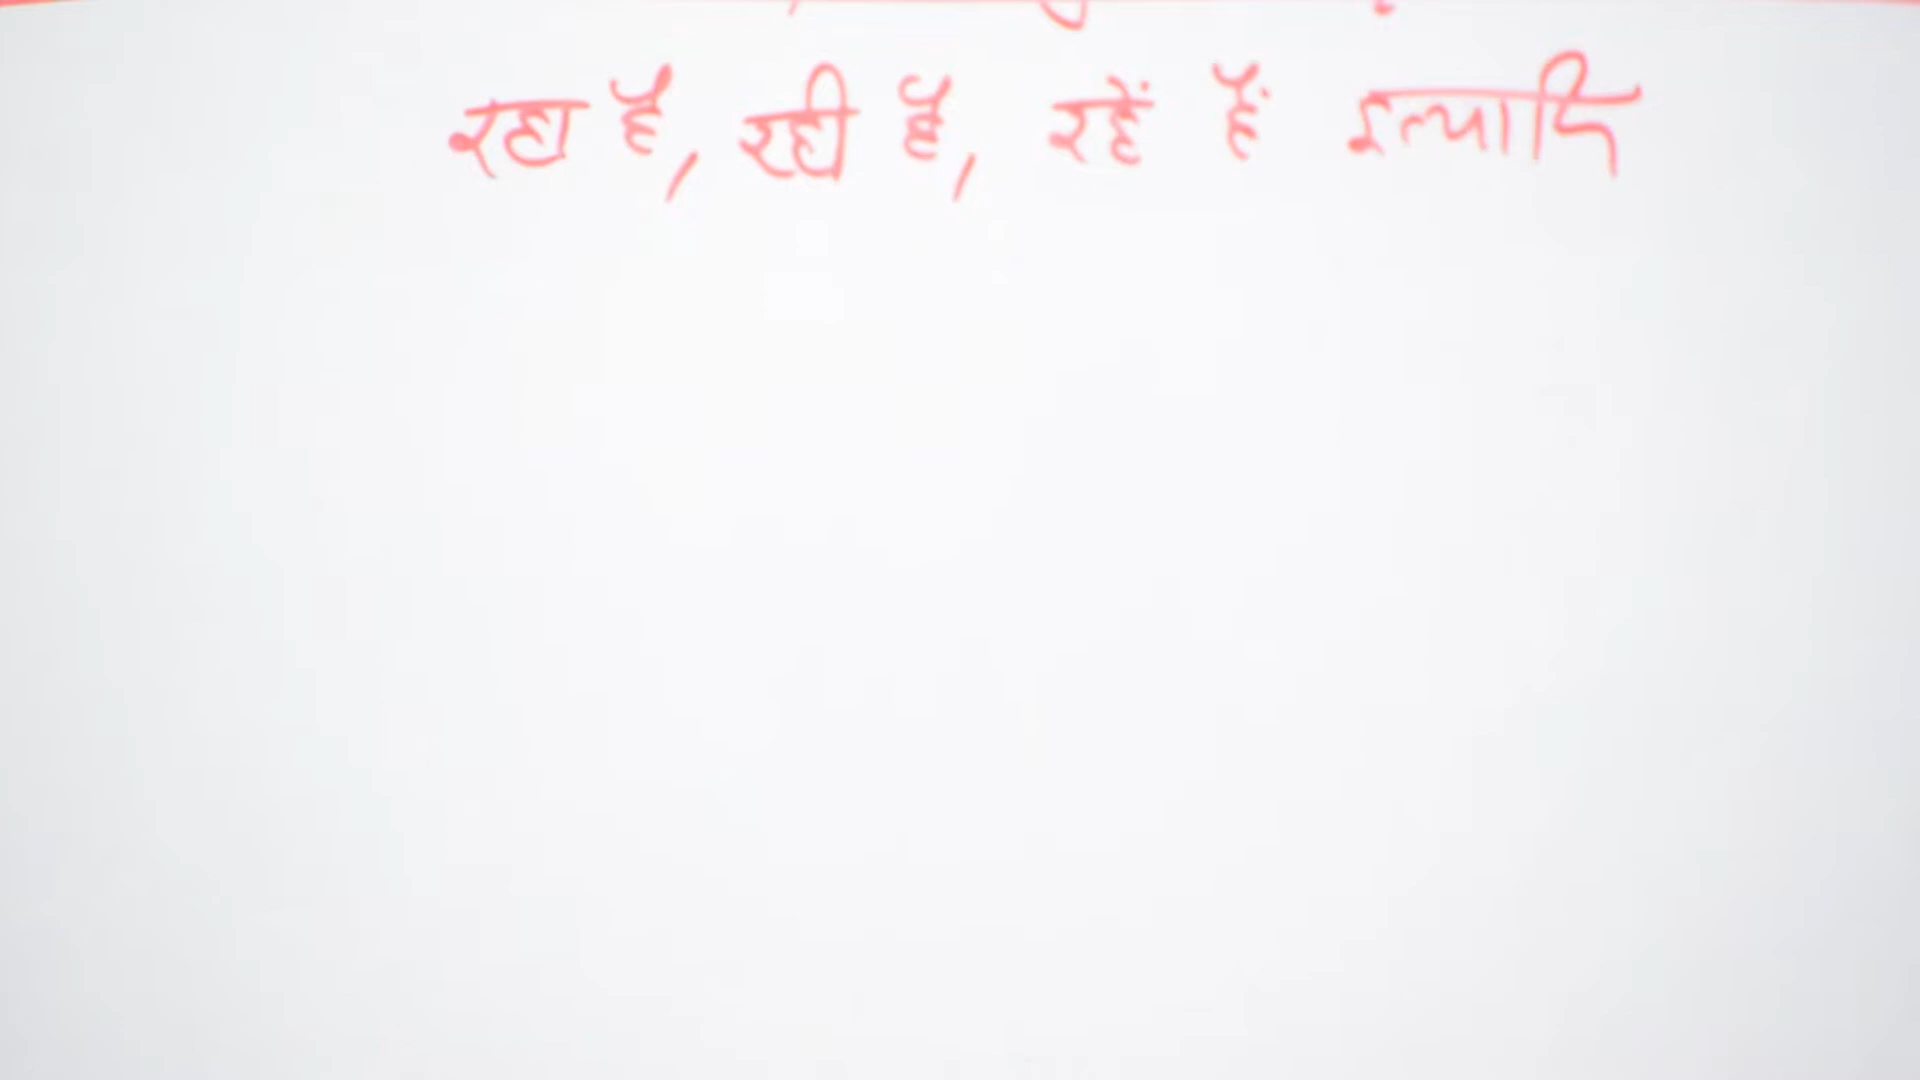 रहा है, रही है, रहें हैं इत्यादि